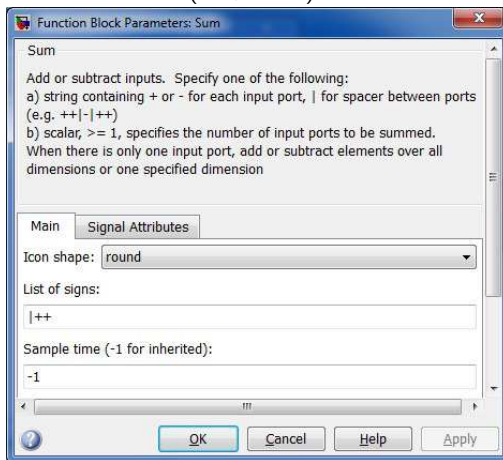 Function Block Parameters: Sum
Sum
Add or subtract inputs. Specify one of the following:
a) string containing + or - for each input port, | for spacer between ports
(e.g. ++|-|++)
b) scalar, >= 1, specifies the number of input ports to be summed.
When there is only one input port, add or subtract elements over all
dimensions or one specified dimension
Main Signal Attributes
Icon shape: round
List of signs:
|++
Sample time (-1 for inherited):
-1
OK Cancel Help Apply